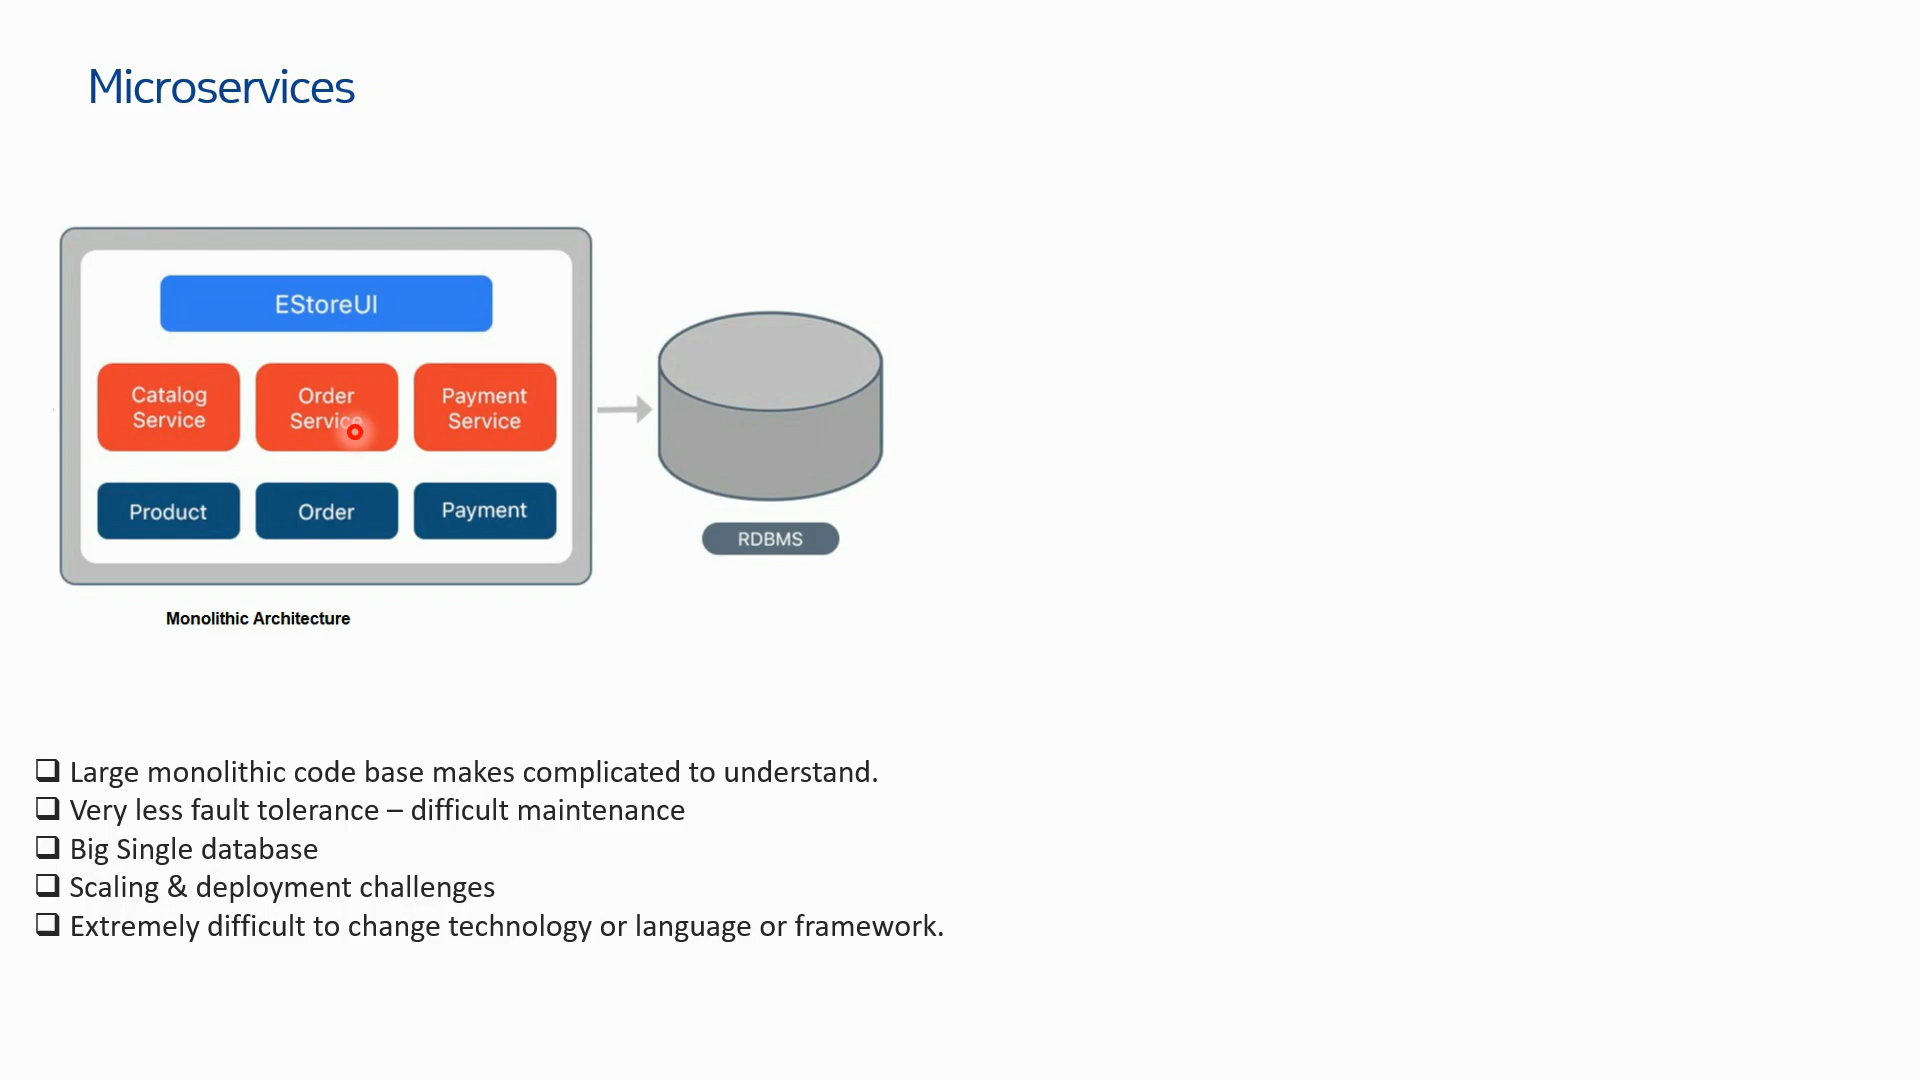 Microservices
EStoreUI
Catalog
Service
Order
Service
Payment
Service
Product
Order
Payment
RDBMS
Monolithic Architecture
Large monolithic code base makes complicated to understand.
Very less fault tolerance – difficult maintenance
Big Single database
Scaling & deployment challenges
Extremely difficult to change technology or language or framework.